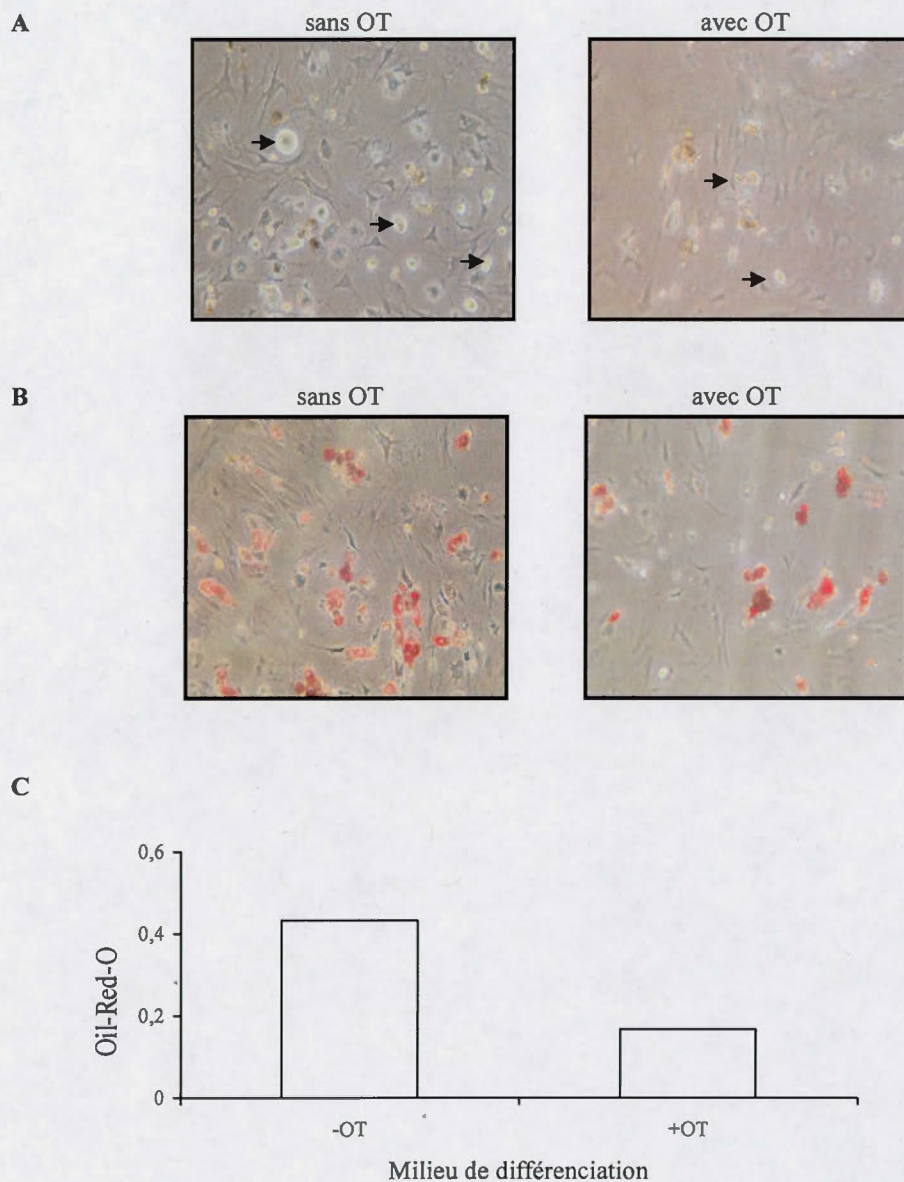 A
sans OT
avec OT
B
sans OT
avec OT
C
0,6
0,4
0,2
0
Oil-Red-O
-OT
+OT
Milieu de différenciation